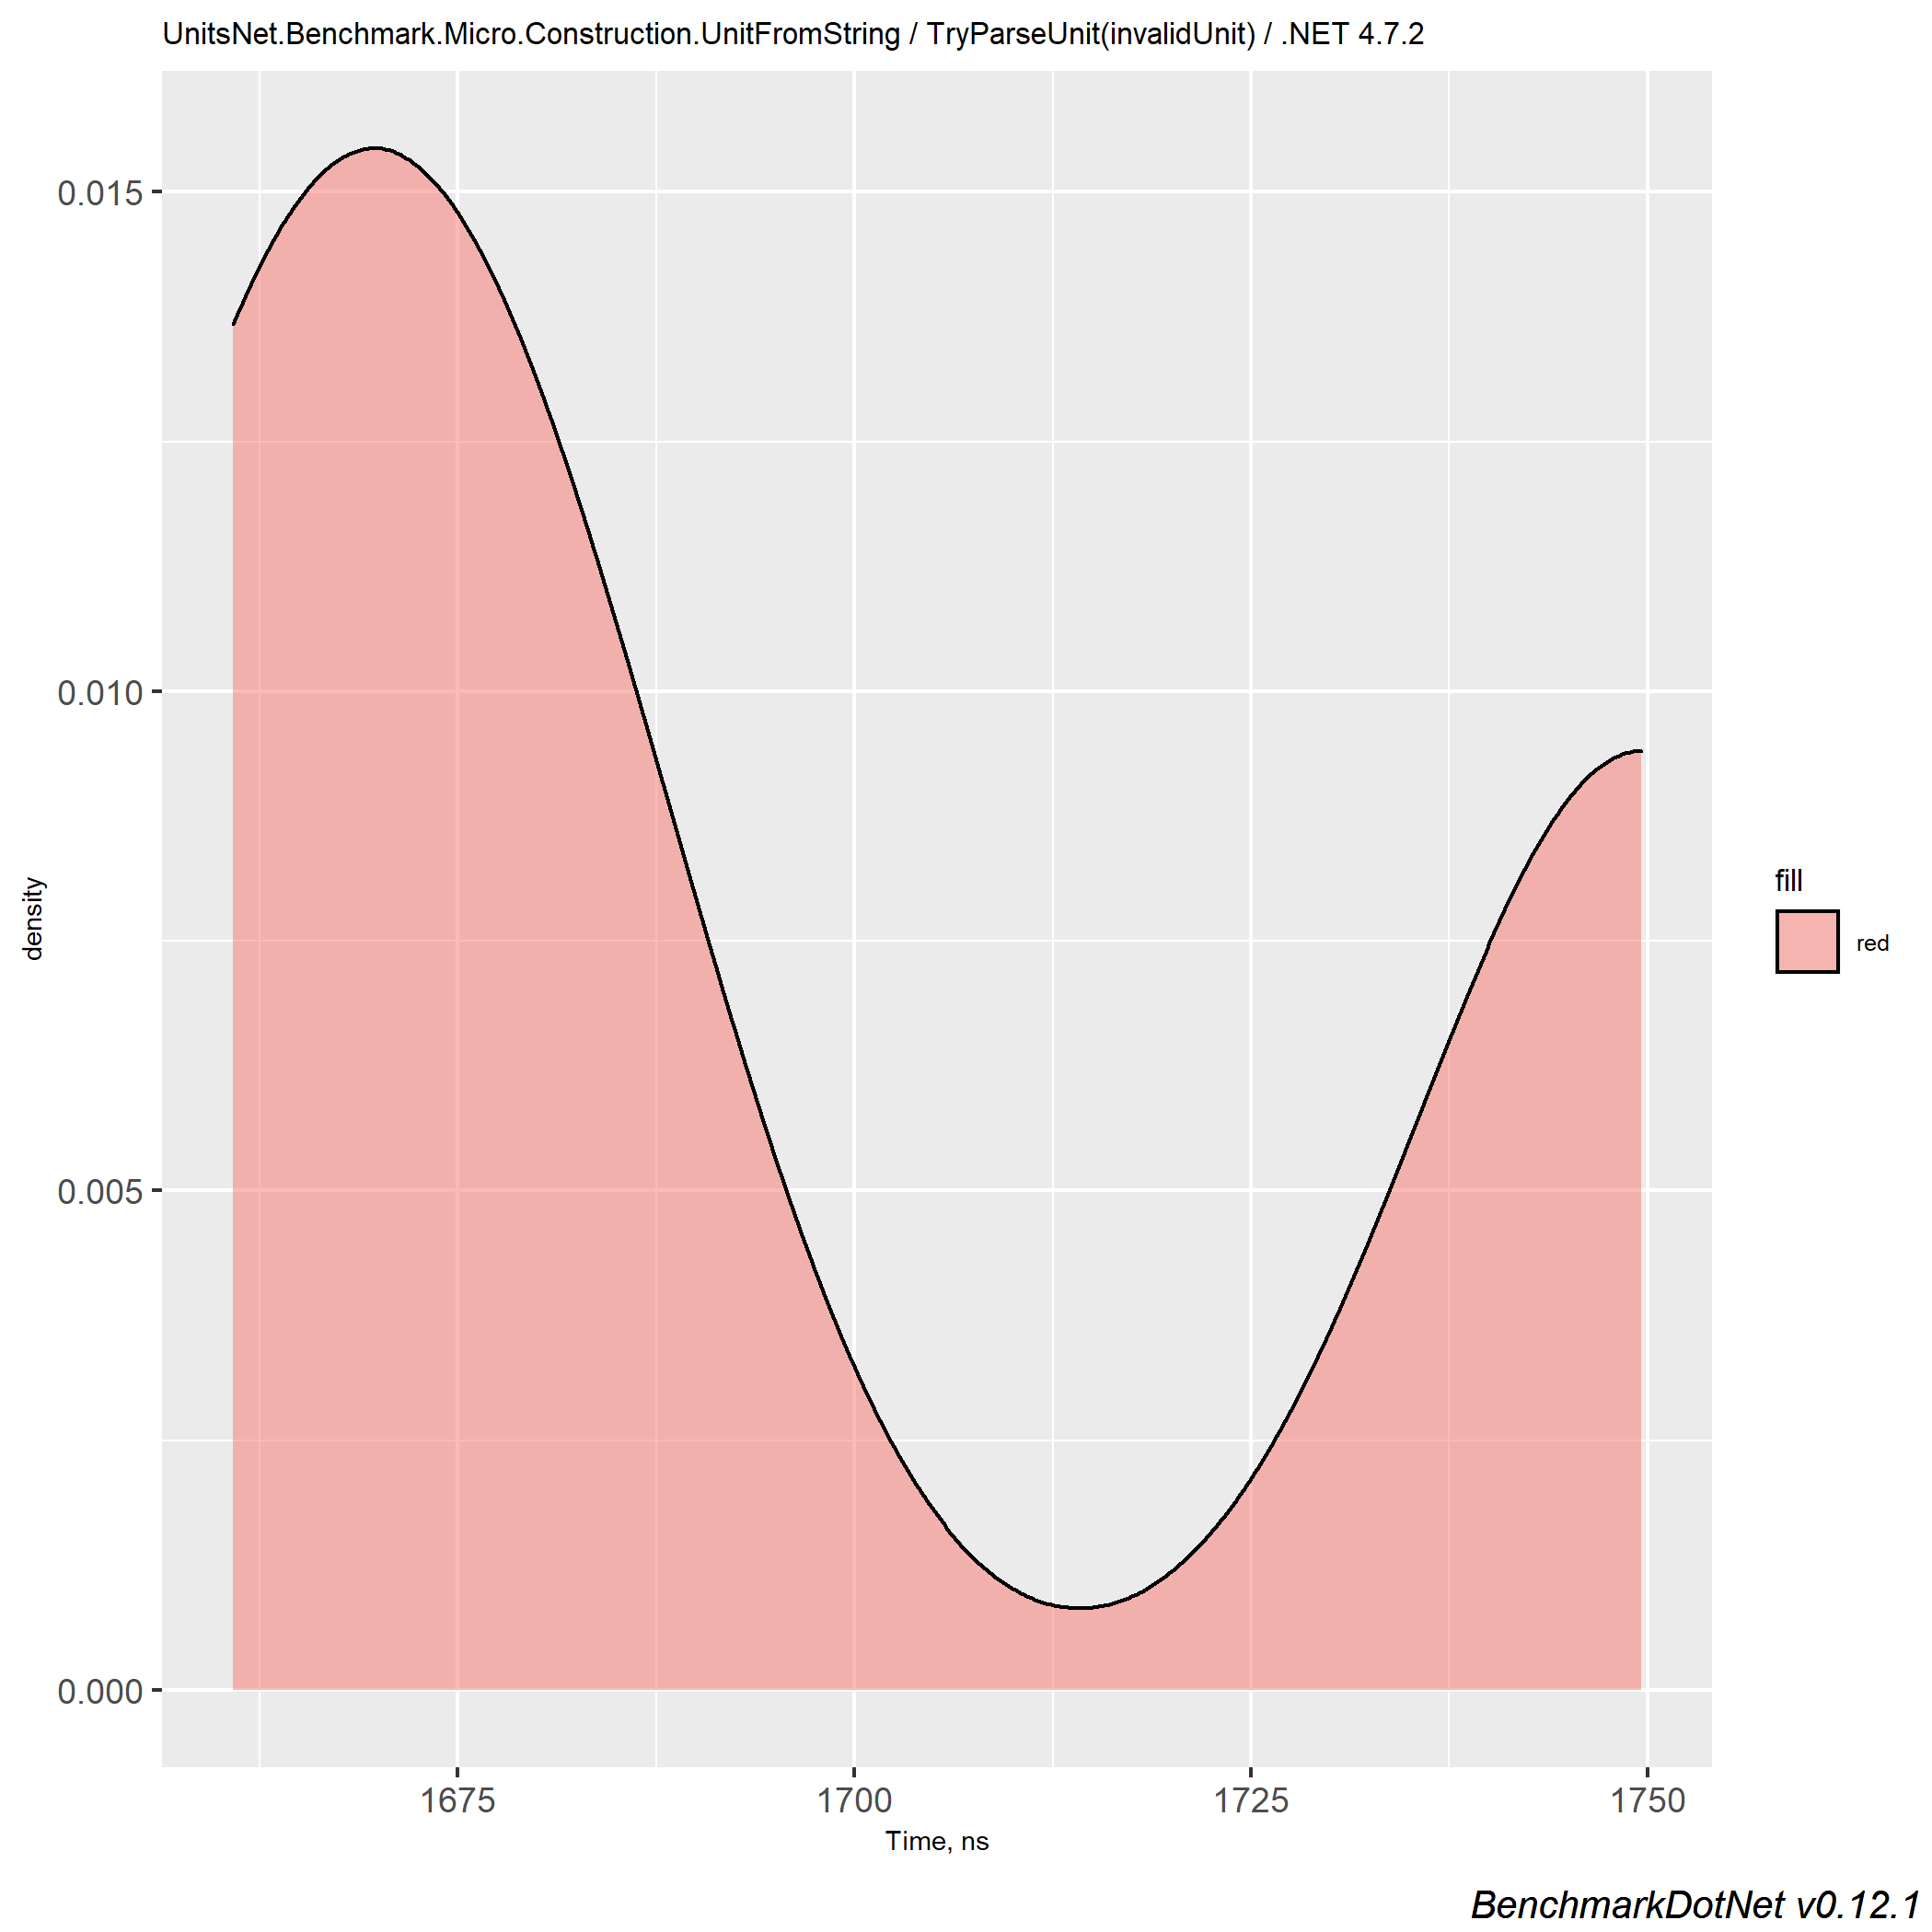 UnitsNet.Benchmark.Micro.Construction.UnitFromString / TryParseUnit(invalidUnit) / .NET 4.7.2
0.015
0.010
0.005
0.000
density
1675 1700 1725 1750
Time, ns
fill
red
BenchmarkDotNet v0.12.1